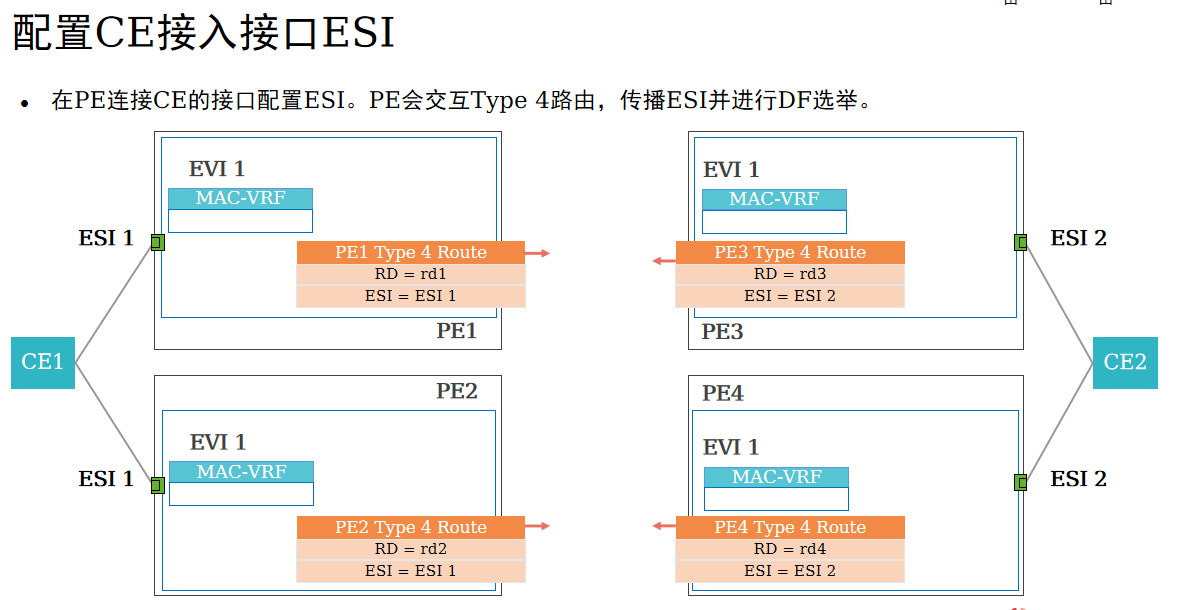 配置CE接入接口ESI
• 在PE连接CE的接口配置ESI。PE会交互Type 4路由，传播ESI并进行DF选举。
EVI 1
MAC-VRF
ESI 1
PE1 Type 4 Route
RD = rd1
ESI = ESI 1
PE1
EVI 1
MAC-VRF
ESI 2
PE3 Type 4 Route
RD = rd3
ESI = ESI 2
PE3
CE1
CE2
PE2
EVI 1
MAC-VRF
ESI 1
PE2 Type 4 Route
RD = rd2
ESI = ESI 1
PE4
EVI 1
MAC-VRF
ESI 2
PE4 Type 4 Route
RD = rd4
ESI = ESI 2